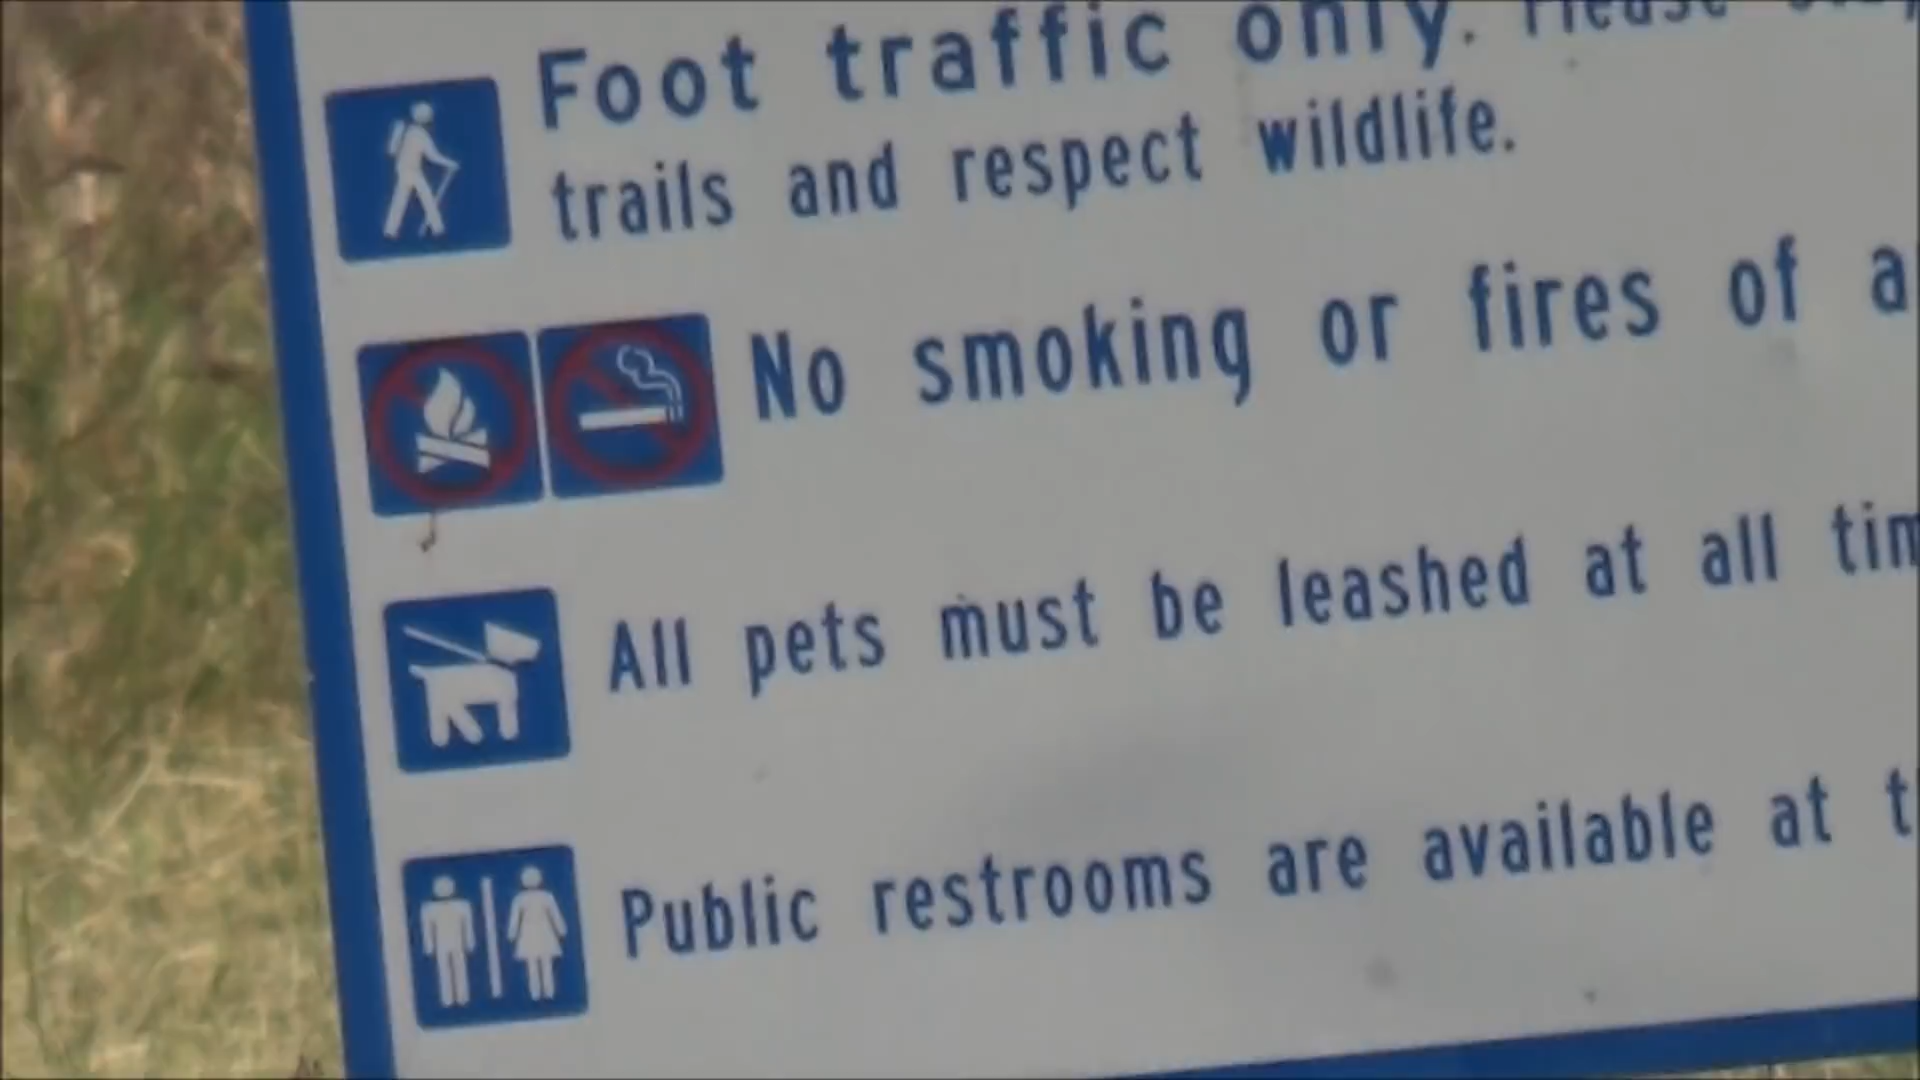 Foot traffic only. Please
trails and respect wildlife.
No smoking or fires of
All pets must be leashed at all
Public restrooms are available at